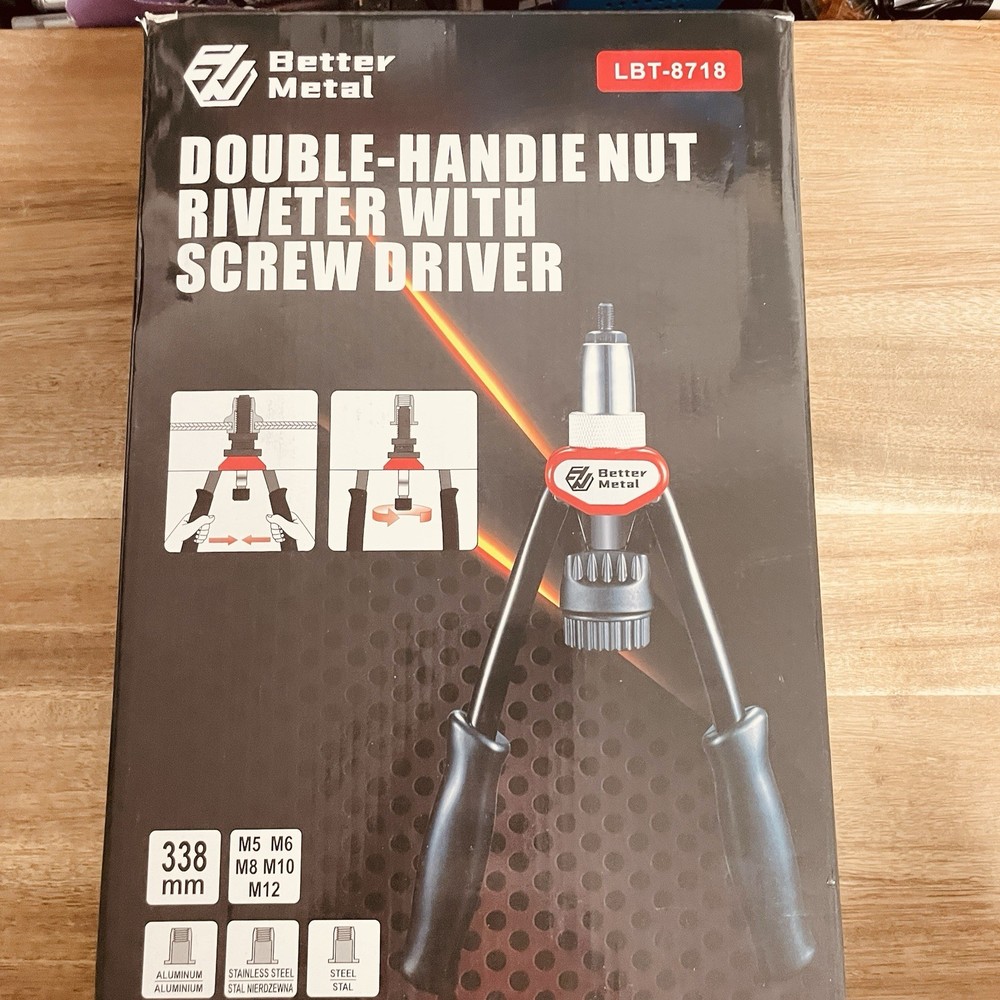 Better
Metal
LBT-8718
DOUBLE-HANDIE NUT
RIVETER WITH
SCREW DRIVER
Better
Metal
338
mm
M5 M6
M8 M10
M12
ALUMINUM
ALUMINIUM
STAINLESS STEEL
STAL NIERDZEWNA
STEEL
STAL